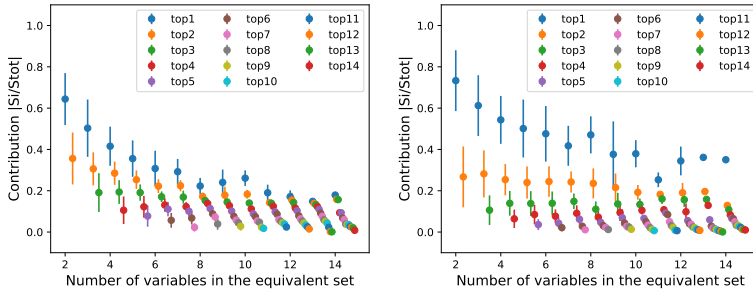 1.0
0.8
0.6
0.4
0.2
0.0
Contribution |Si/Stot|
2 4 6 8 10 12 14
Number of variables in the equivalent set
top1 top6 top11
top2 top7 top12
top3 top8 top13
top4 top9 top14
top5 top10
1.0
0.8
0.6
0.4
0.2
0.0
Contribution |Si/Stot|
2 4 6 8 10 12 14
Number of variables in the equivalent set
top1 top6 top11
top2 top7 top12
top3 top8 top13
top4 top9 top14
top5 top10